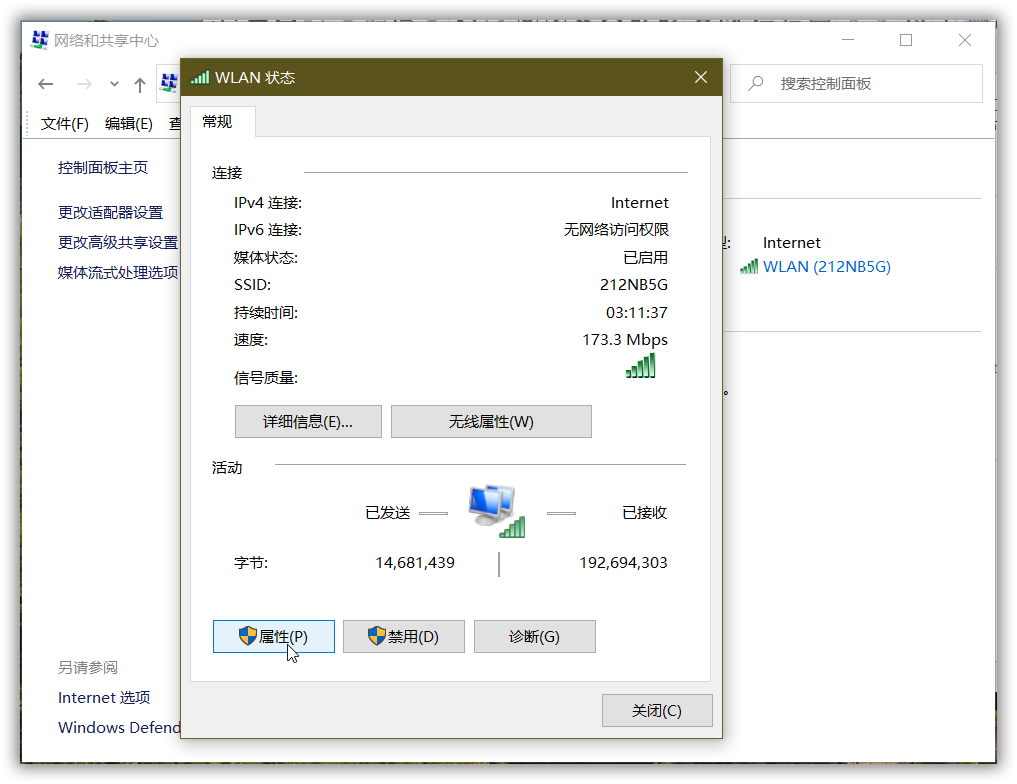 网络和共享中心
搜索控制面板
文件(F) 编辑(E) 查
控制面板主页
更改适配器设置
更改高级共享设置
媒体流式处理选项
Internet
WLAN (212NB5G)
另请参阅
Internet 选项
Windows Defend
WLAN 状态
常规
连接
IPv4 连接: Internet
IPv6 连接: 无网络访问权限
媒体状态: 已启用
SSID: 212NB5G
持续时间: 03:11:37
速度: 173.3 Mbps
信号质量:
详细信息(E)... 无线属性(W)
活动
已发送 已接收
字节: 14,681,439 192,694,303
属性(P) 禁用(D) 诊断(G)
关闭(C)